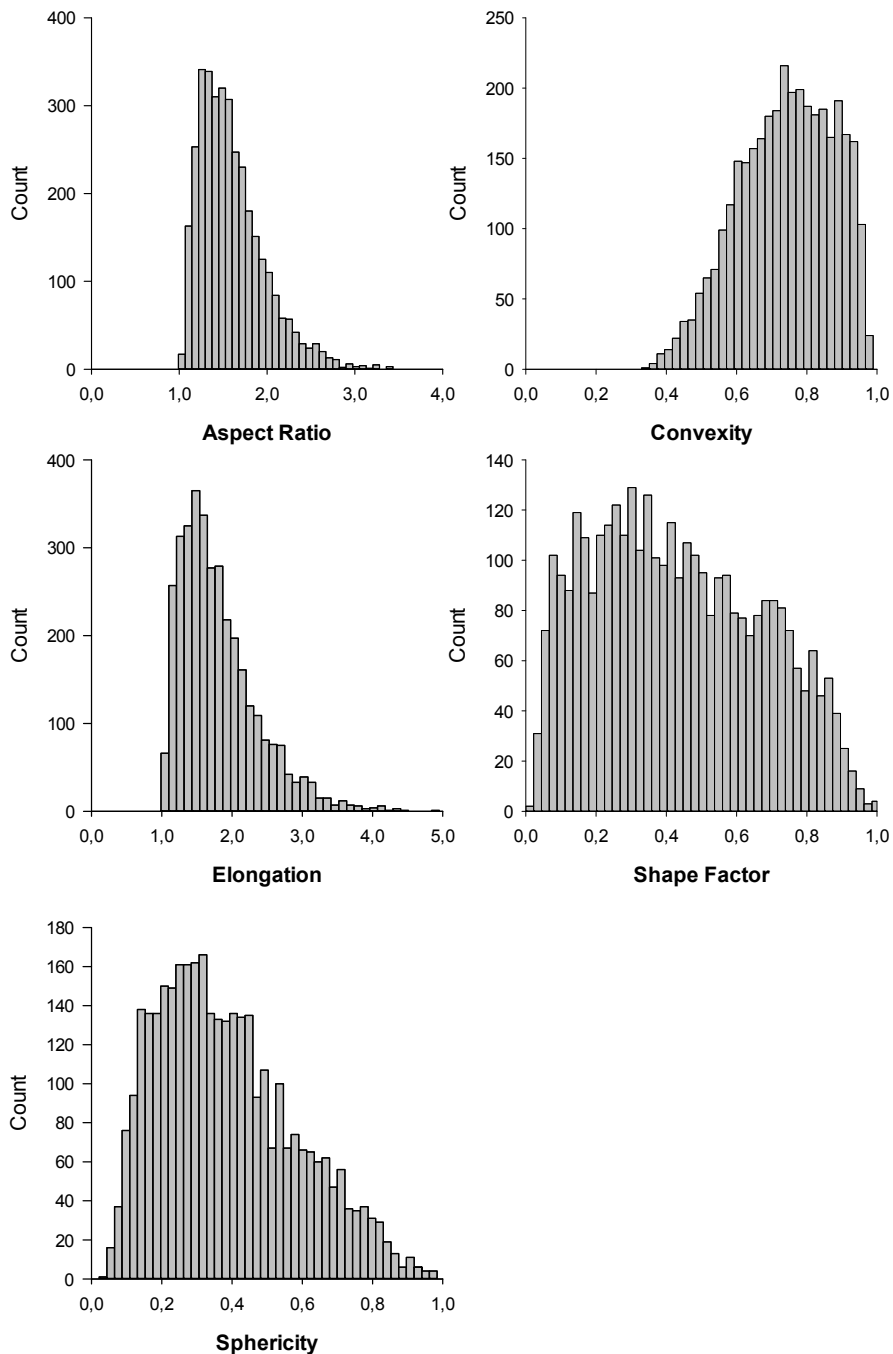 400
300
200
100
0
Count
0,0 1,0 2,0 3,0 4,0
Aspect Ratio
250
200
150
100
50
0
Count
0,0 0,2 0,4 0,6 0,8 1,0
Convexity
400
300
200
100
0
Count
0,0 1,0 2,0 3,0 4,0 5,0
Elongation
140
120
100
80
60
40
20
0
Count
0,0 0,2 0,4 0,6 0,8 1,0
Shape Factor
180
160
140
120
100
80
60
40
20
0
Count
0,0 0,2 0,4 0,6 0,8 1,0
Sphericity